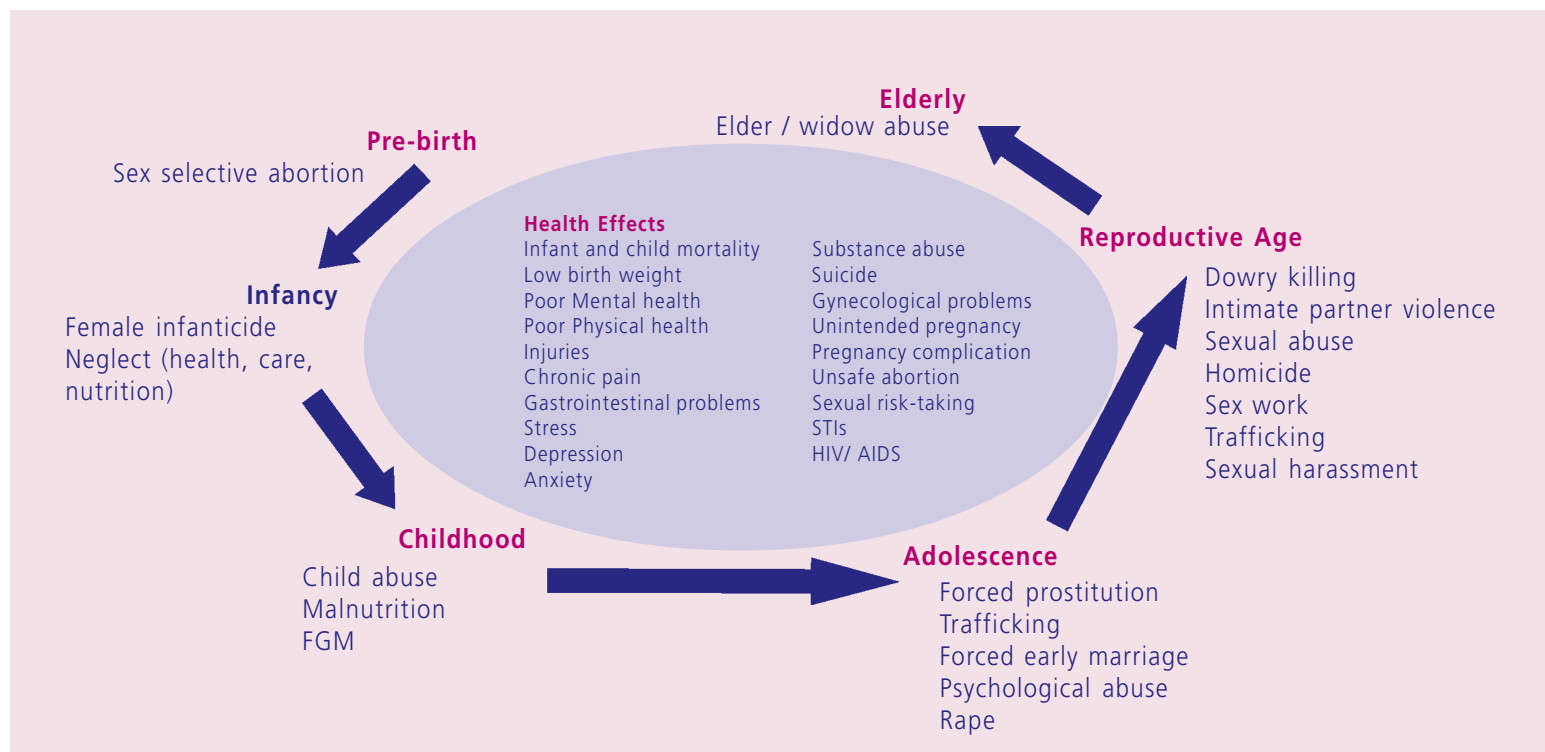 Pre-birth
Sex selective abortion
Infancy
Female infanticide
Neglect (health, care,
nutrition)
Childhood
Child abuse
Malnutrition
FGM
Adolescence
Forced prostitution
Trafficking
Forced early marriage
Psychological abuse
Rape
Reproductive Age
Dowry killing
Intimate partner violence
Sexual abuse
Homicide
Sex work
Trafficking
Sexual harassment
Elderly
Elder / widow abuse
Health Effects
Infant and child mortality
Low birth weight
Poor Mental health
Poor Physical health
Injuries
Chronic pain
Gastrointestinal problems
Stress
Depression
Anxiety
Substance abuse
Suicide
Gynecological problems
Unintended pregnancy
Pregnancy complication
Unsafe abortion
Sexual risk-taking
STIs
HIV/ AIDS